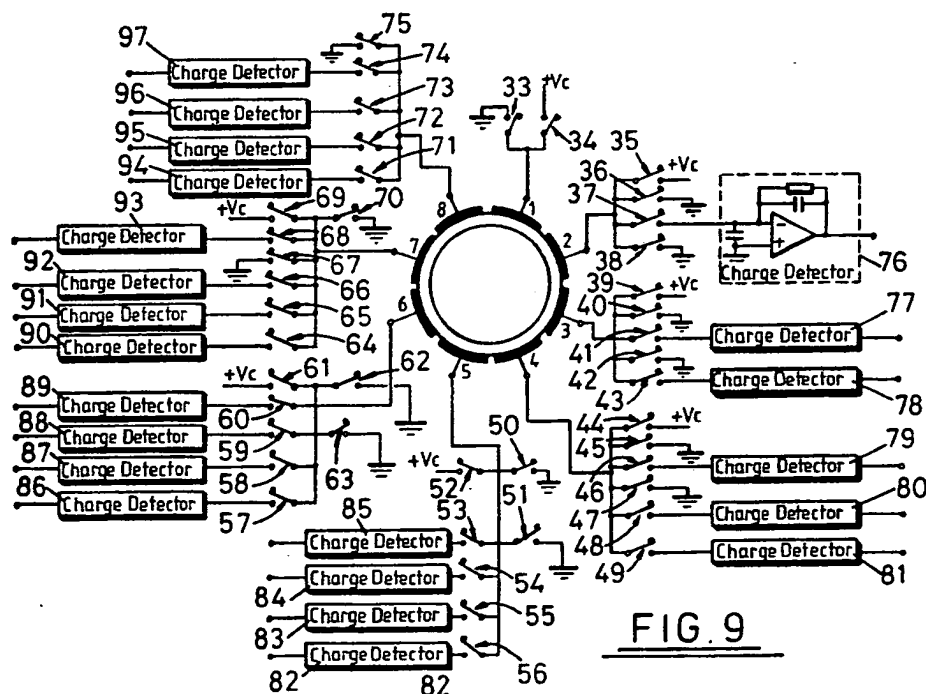 75
97
Charge Detector
74
96
Charge Detector
73
95
Charge Detector
72
94
Charge Detector
71
33
+Vc
34
35
36
+Vc
37
38
Charge Detector
76
93
+Vc
69
70
Charge Detector
68
92
67
Charge Detector
66
91
Charge Detector
65
90
Charge Detector
64
8
1
7
2
6
3
5
4
39
+Vc
40
77
41
Charge Detector
42
43
Charge Detector
78
61
62
+Vc
89
Charge Detector
60
88
Charge Detector
59
63
87
Charge Detector
58
86
Charge Detector
57
44
+Vc
45
79
Charge Detector
46
80
47
Charge Detector
48
49
Charge Detector
81
50
+Vc
52
51
85
53
Charge Detector
54
84
Charge Detector
55
83
Charge Detector
56
82
Charge Detector
82
FIG.9